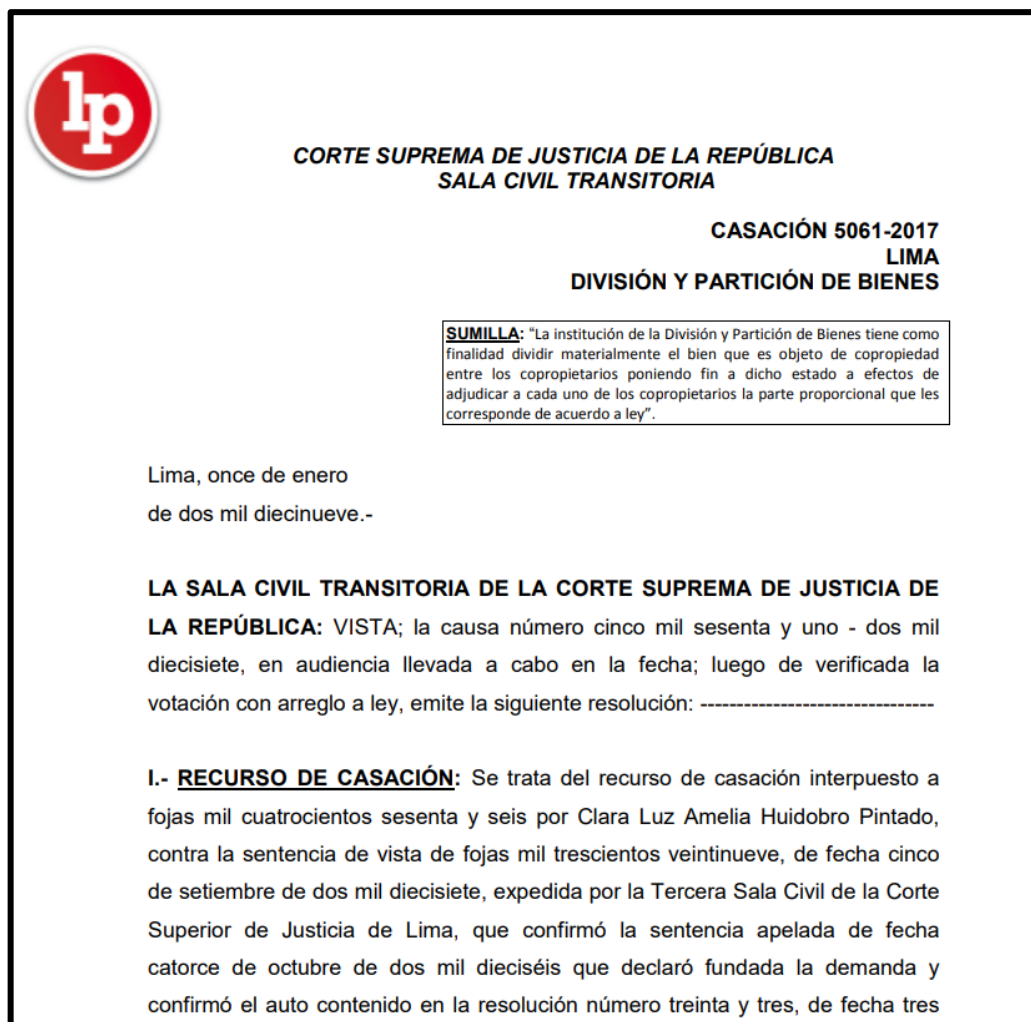 lp
CORTE SUPREMA DE JUSTICIA DE LA REPÚBLICA
SALA CIVIL TRANSITORIA
CASACIÓN 5061-2017
LIMA
DIVISIÓN Y PARTICIÓN DE BIENES
SUMILLA: “La institución de la División y Partición de Bienes tiene como
finalidad dividir materialmente el bien que es objeto de copropiedad
entre los copropietarios poniendo fin a dicho estado a efectos de
adjudicar a cada uno de los copropietarios la parte proporcional que les
corresponde de acuerdo a ley”.
Lima, once de enero
de dos mil diecinueve.-
LA SALA CIVIL TRANSITORIA DE LA CORTE SUPREMA DE JUSTICIA DE
LA REPÚBLICA: VISTA; la causa número cinco mil sesenta y uno - dos mil
diecisiete, en audiencia llevada a cabo en la fecha; luego de verificada la
votación con arreglo a ley, emite la siguiente resolución: --------------------------------
I.- RECURSO DE CASACIÓN: Se trata del recurso de casación interpuesto a
fojas mil cuatrocientos sesenta y seis por Clara Luz Amelia Huidobro Pintado,
contra la sentencia de vista de fojas mil trescientos veintinueve, de fecha cinco
de setiembre de dos mil diecisiete, expedida por la Tercera Sala Civil de la Corte
Superior de Justicia de Lima, que confirmó la sentencia apelada de fecha
catorce de octubre de dos mil dieciséis que declaró fundada la demanda y
confirmó el auto contenido en la resolución número treinta y tres, de fecha tres